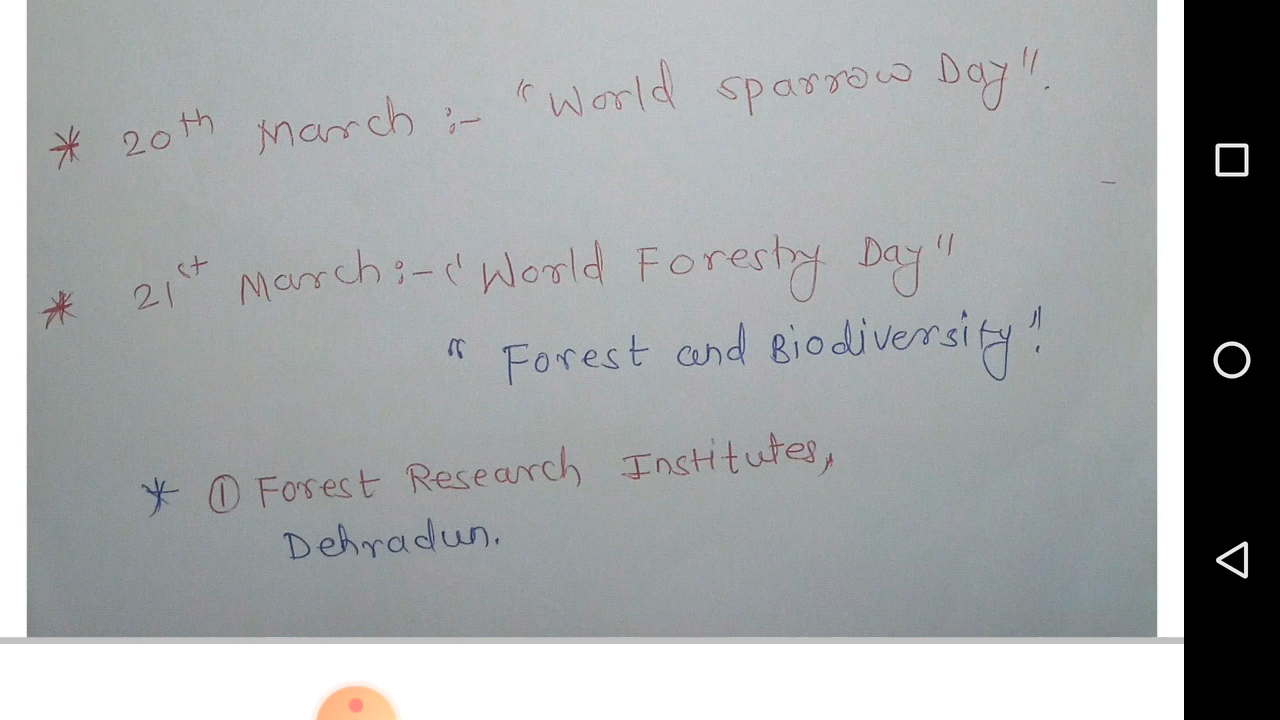 * 20th March :- "World sparrow Day".
* 21st March :- "World Forestry Day"
"Forest and Biodiversity".
* ① Forest Research Institutes,
Dehradun.